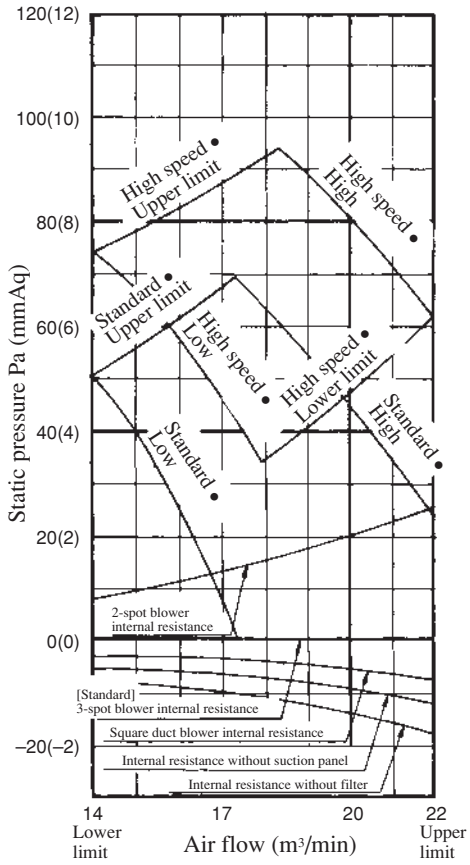 120(12)
100(10)
80(8)
60(6)
40(4)
20(2)
0(0)
−20(−2)
Static pressure Pa (mmAq)
High speed
Upper limit
High speed
High
Standard
Upper limit
High speed
Low
High speed
Lower limit
Standard
High
Standard
Low
2-spot blower
internal resistance
[Standard]
3-spot blower internal resistance
Square duct blower internal resistance
Internal resistance without suction panel
Internal resistance without filter
14
17
20
22
Lower
limit
Air flow (m³/min)
Upper
limit